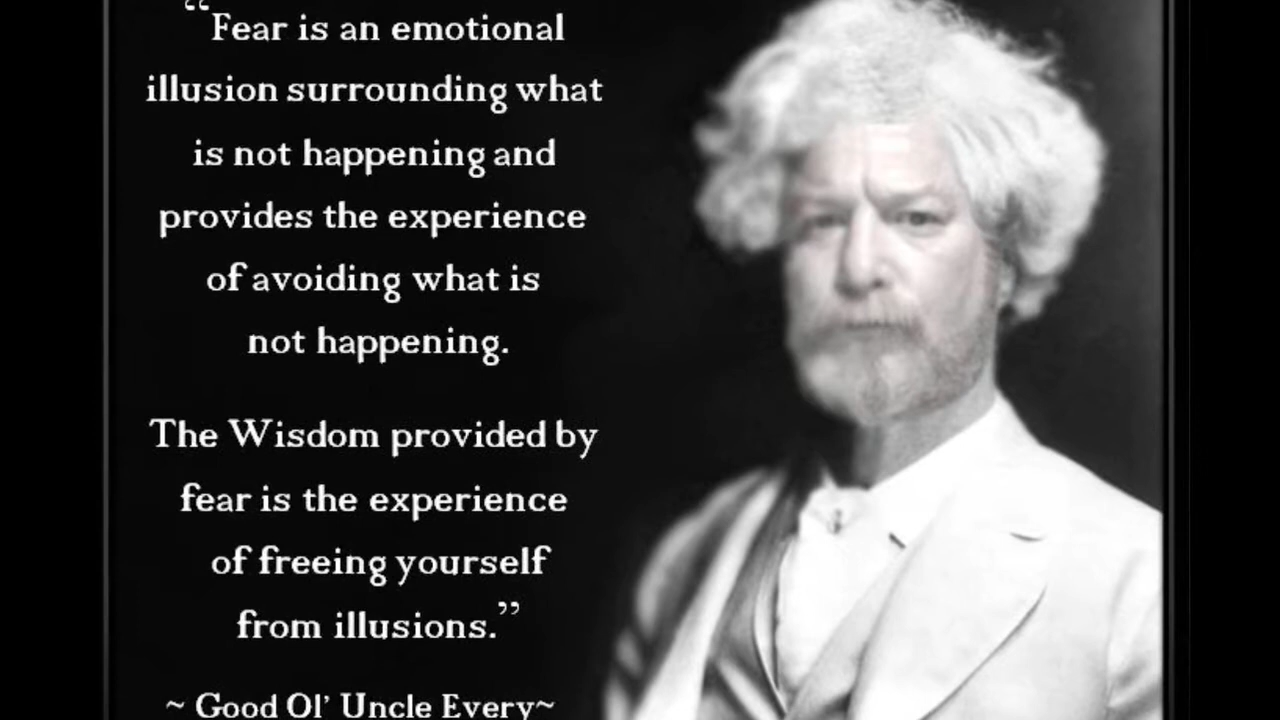 “Fear is an emotional
illusion surrounding what
is not happening and
provides the experience
of avoiding what is
not happening.
The Wisdom provided by
fear is the experience
of freeing yourself
from illusions.”
~ Good Ol’ Uncle Every~